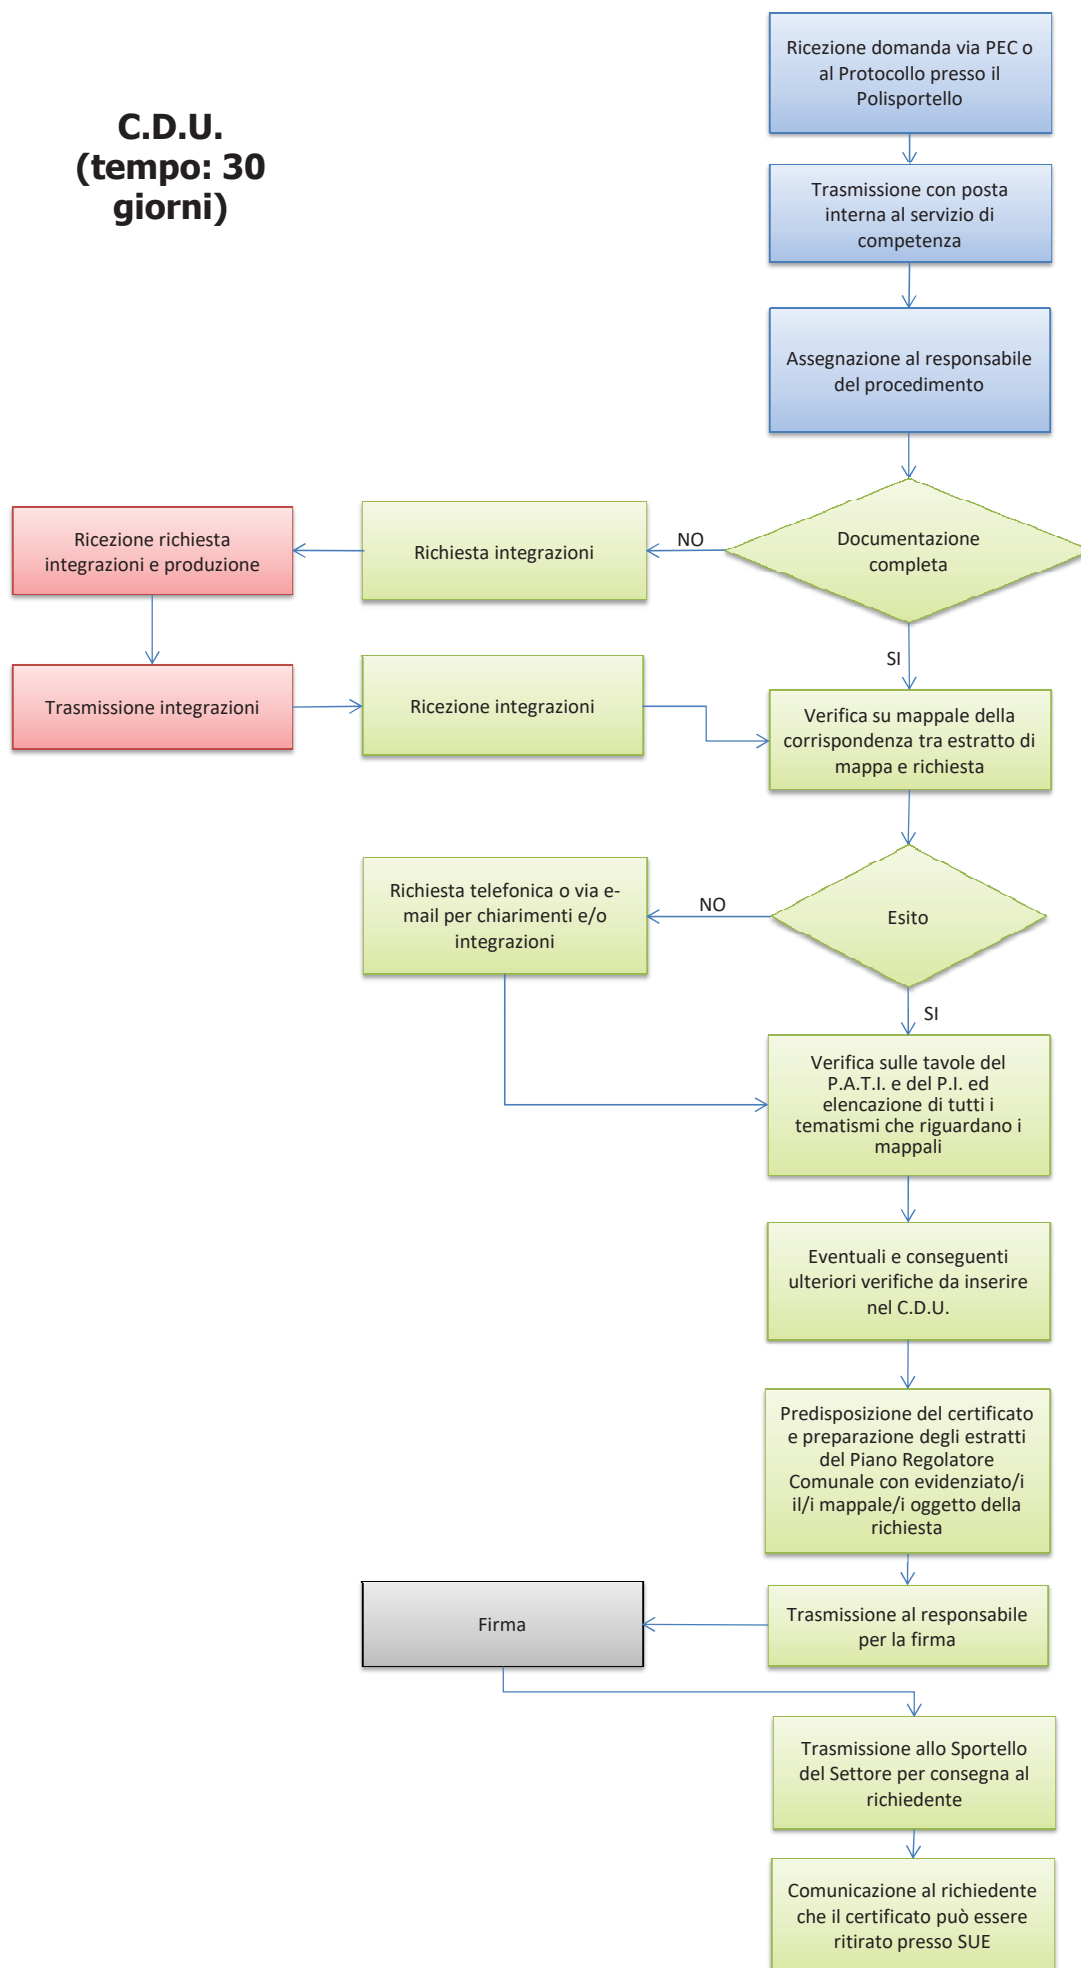 C.D.U.
(tempo: 30
giorni)
Ricezione domanda via PEC o
al Protocollo presso il
Polisportello
Trasmissione con posta
interna al servizio di
competenza
Assegnazione al responsabile
del procedimento
Documentazione
completa
NO
Richiesta integrazioni
Ricezione richiesta
integrazioni e produzione
SI
Trasmissione integrazioni
Ricezione integrazioni
Verifica su mappale della
corrispondenza tra estratto di
mappa e richiesta
Esito
NO
Richiesta telefonica o via e-
mail per chiarimenti e/o
integrazioni
SI
Verifica sulle tavole del
P.A.T.I. e del P.I. ed
elencazione di tutti i
tematismi che riguardano i
mappali
Eventuali e conseguenti
ulteriori verifiche da inserire
nel C.D.U.
Predisposizione del certificato
e preparazione degli estratti
del Piano Regolatore
Comunale con evidenziato/i
il/i mappale/i oggetto della
richiesta
Trasmissione al responsabile
per la firma
Firma
Trasmissione allo Sportello
del Settore per consegna al
richiedente
Comunicazione al richiedente
che il certificato può essere
ritirato presso SUE